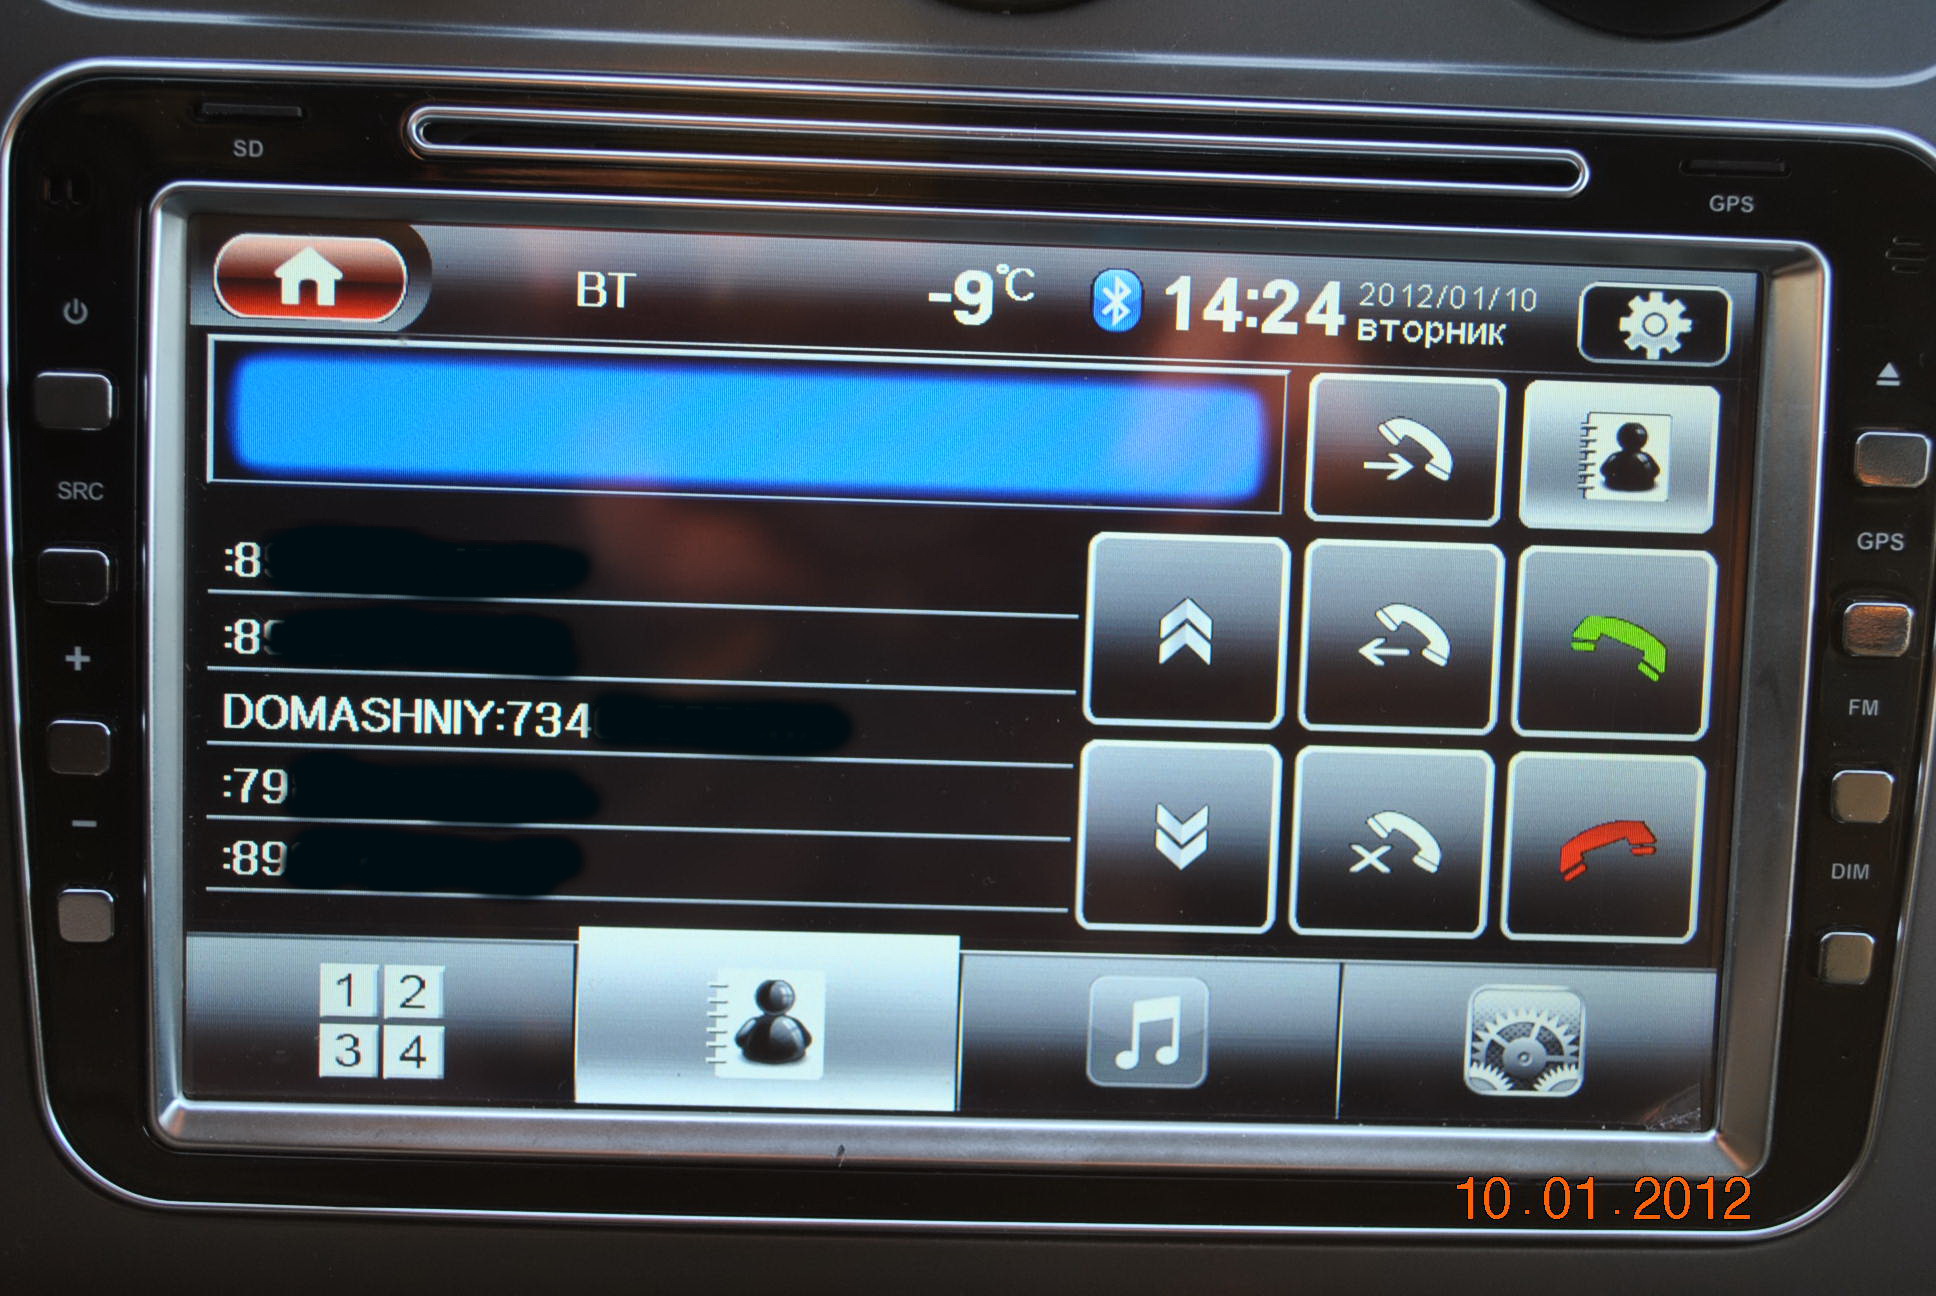 SD
GPS
BT
-9°C
14:24
2012/01/10
вторник
SRC
+
-
GPS
FM
DIM
:8
:89
DOMASHNIY:734
:79
:89
1 2
3 4
10.01.2012